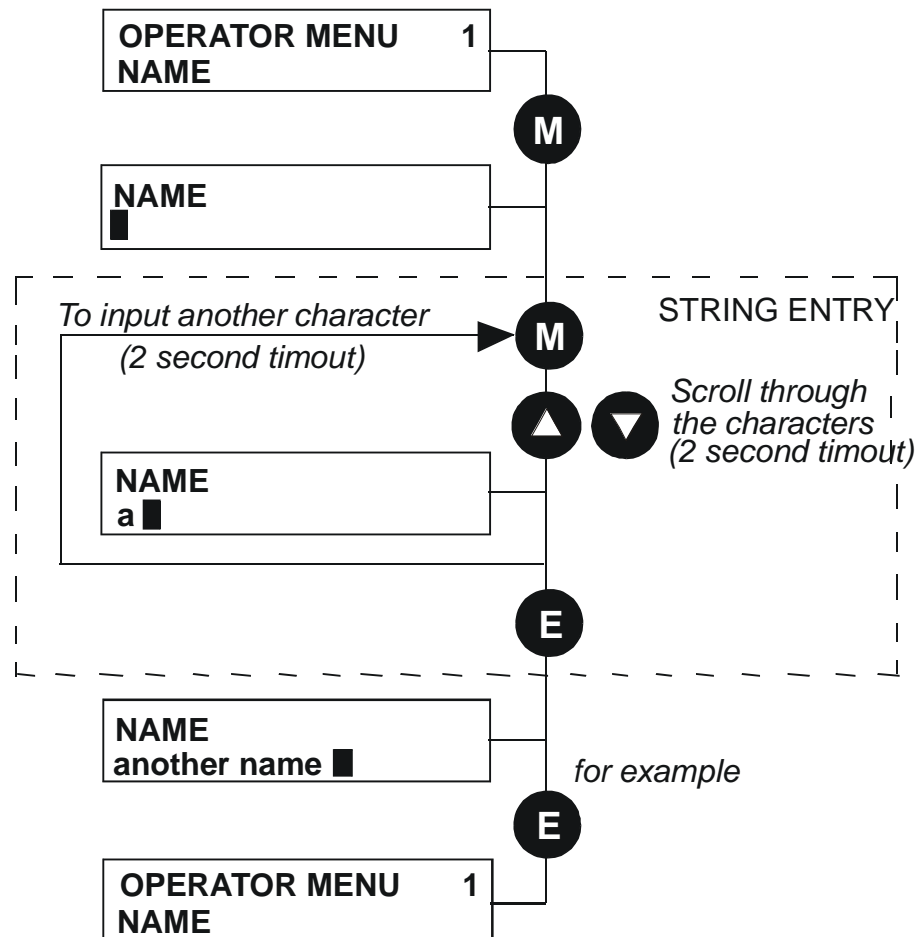 OPERATOR MENU 1
NAME
M
NAME
STRING ENTRY
To input another character
(2 second timout)
M
Scroll through
the characters
(2 second timout)
NAME
a
E
NAME
another name
for example
E
OPERATOR MENU 1
NAME